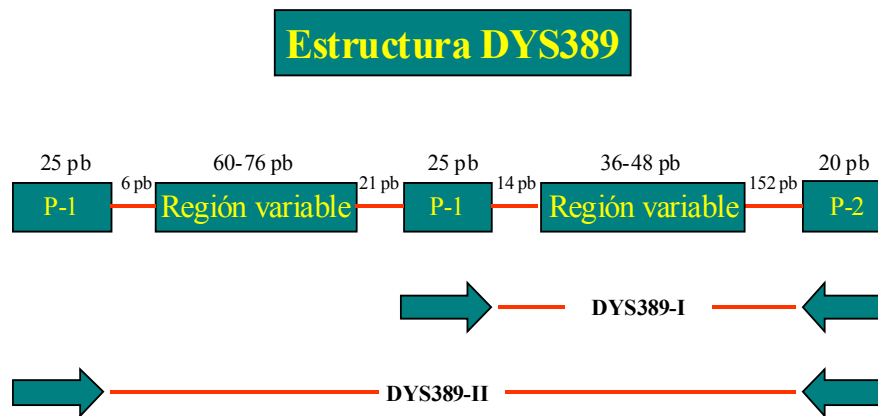 Estructura DYS389
25 pb 60-76 pb 25 pb 36-48 pb 20 pb
6 pb 21 pb 14 pb 152 pb
P-1 Región variable P-1 Región variable P-2
DYS389-I
DYS389-II